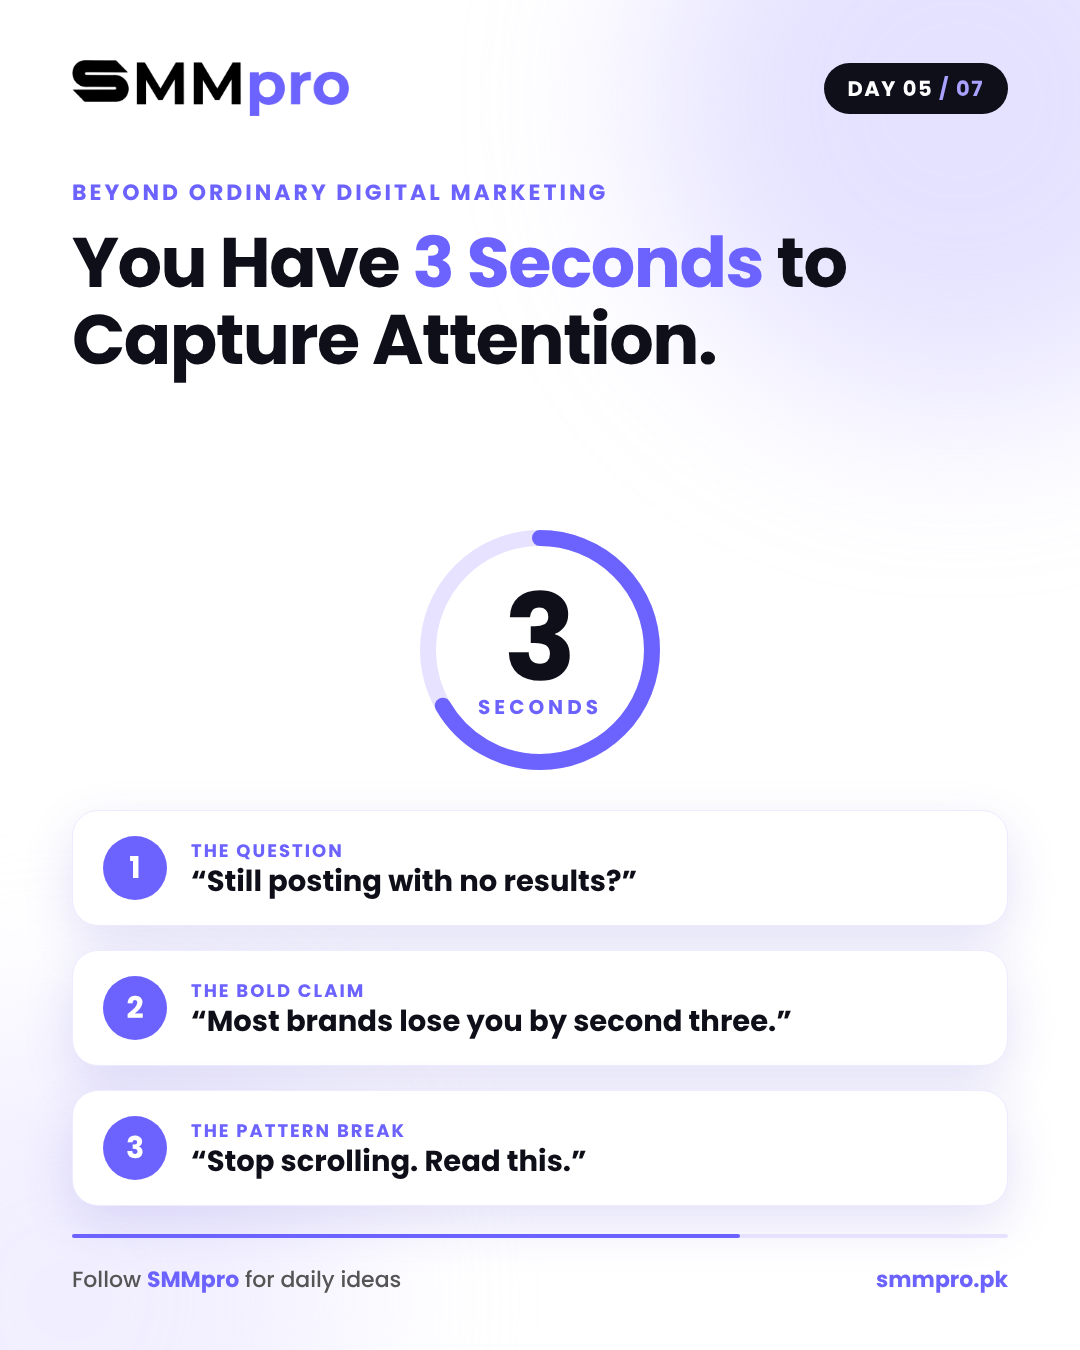 SMMpro
DAY 05 / 07
BEYOND ORDINARY DIGITAL MARKETING
You Have 3 Seconds to
Capture Attention.
3
SECONDS
1
THE QUESTION
“Still posting with no results?”
2
THE BOLD CLAIM
“Most brands lose you by second three.”
3
THE PATTERN BREAK
“Stop scrolling. Read this.”
Follow SMMpro for daily ideas
smmpro.pk